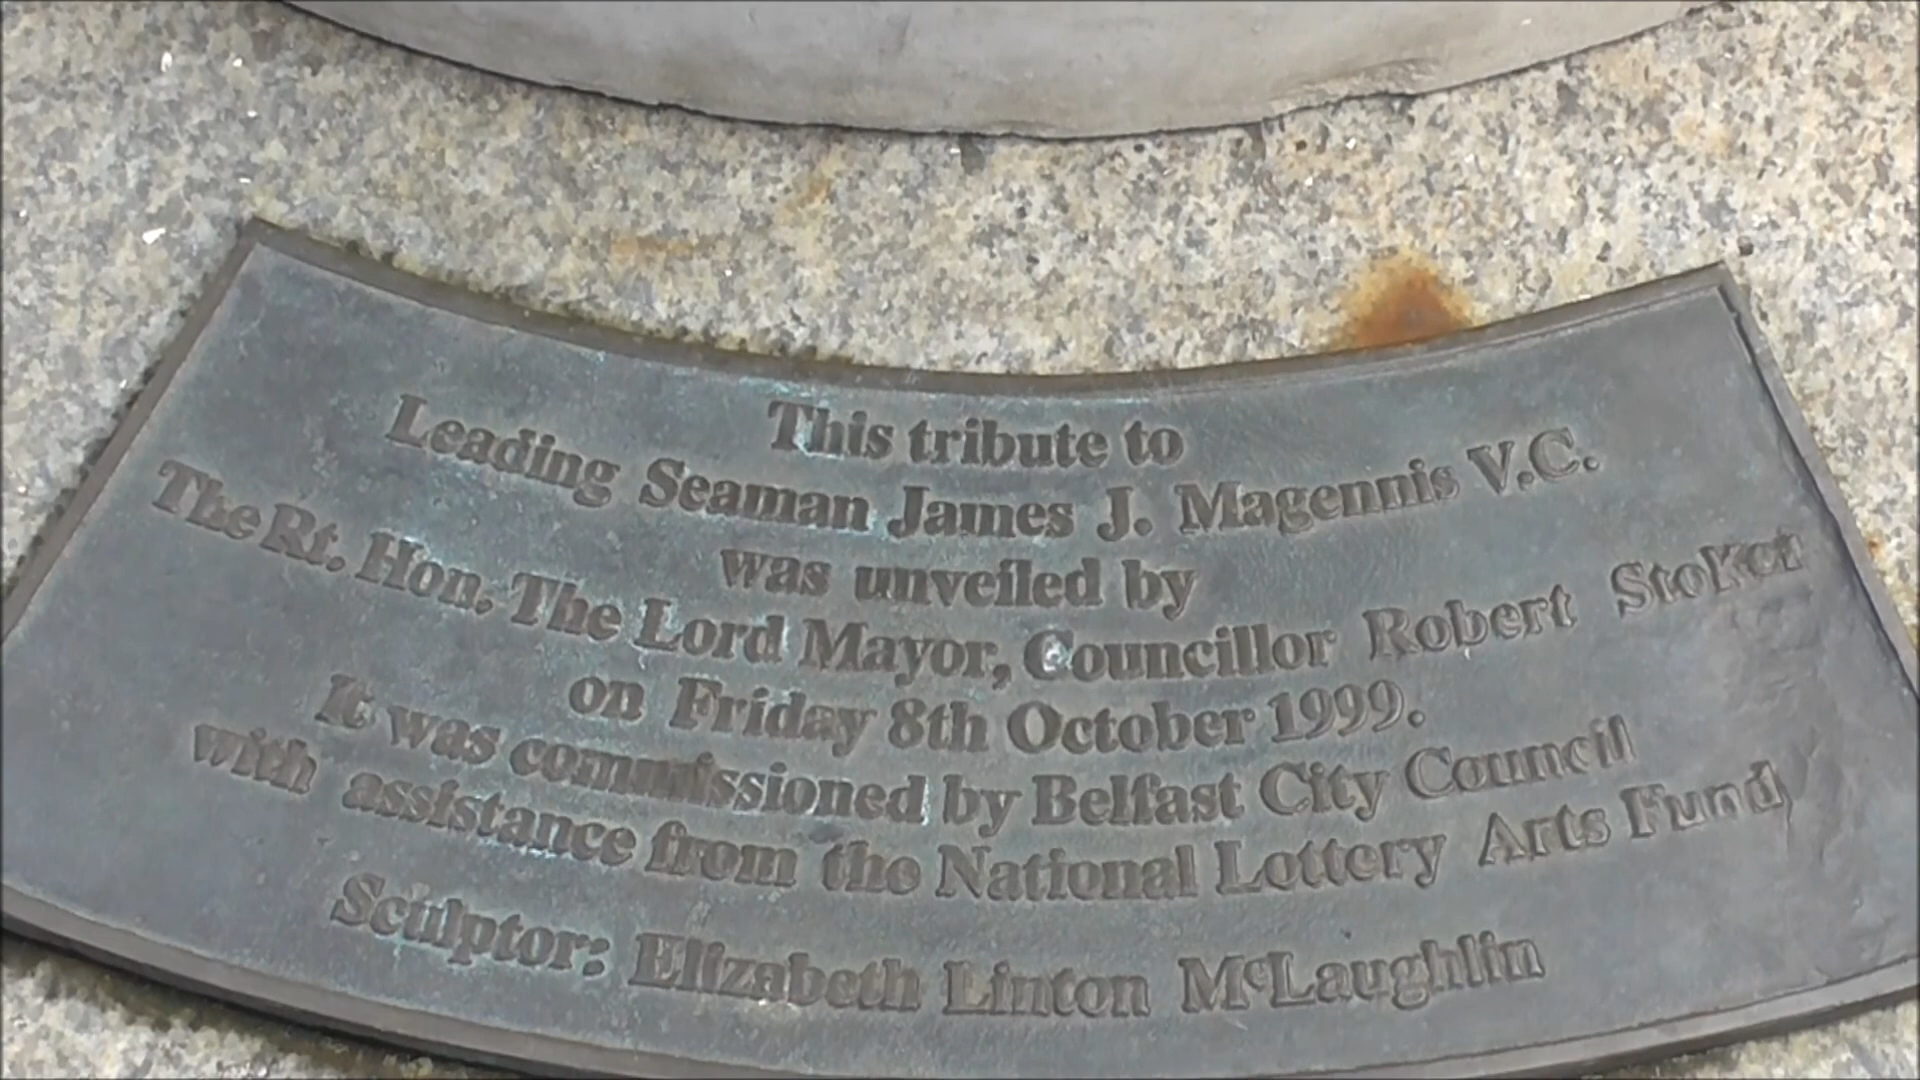 This tribute to
Leading Seaman James J. Magennis V.C.
was unveiled by
The Rt. Hon. The Lord Mayor, Councillor Robert Stoker
on Friday 8th October 1999.
It was commissioned by Belfast City Council
with assistance from the National Lottery Arts Fund
Sculptor: Elizabeth Linton McLaughlin